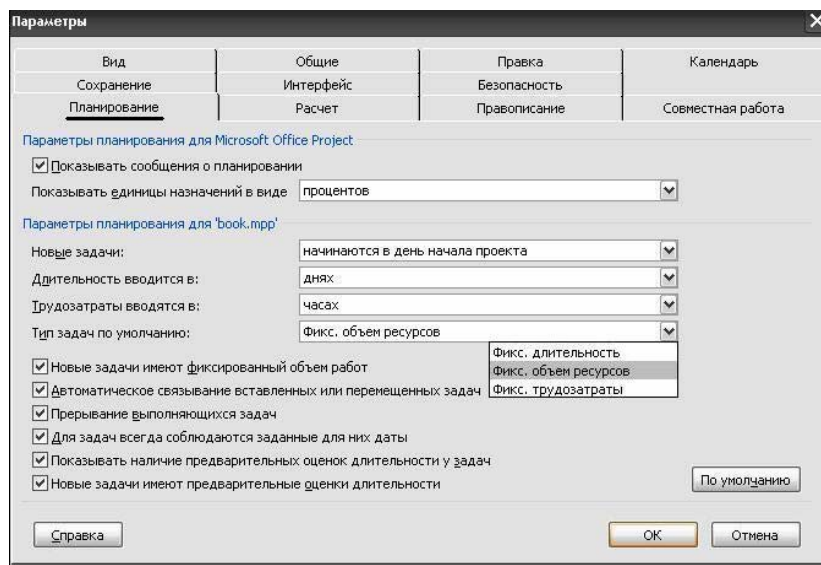 Параметры
Вид Общие Правка Календарь
Сохранение Интерфейс Безопасность
Планирование Расчет Правописание Совместная работа
Параметры планирования для Microsoft Office Project
Показывать сообщения о планировании
Показывать единицы назначений в виде процентов
Параметры планирования для 'book.mpp'
Новые задачи: начинаются в день начала проекта
Длительность вводится в: днях
Трудозатраты вводятся в: часах
Тип задач по умолчанию: Фикс. объем ресурсов
Фикс. длительность
Фикс. объем ресурсов
Фикс. трудозатраты
Новые задачи имеют фиксированный объем работ
Автоматическое связывание вставленных или перемещенных задач
Прерывание выполняющихся задач
Для задач всегда соблюдаются заданные для них даты
Показывать наличие предварительных оценок длительности у задач
Новые задачи имеют предварительные оценки длительности
По умолчанию
Справка ОК Отмена